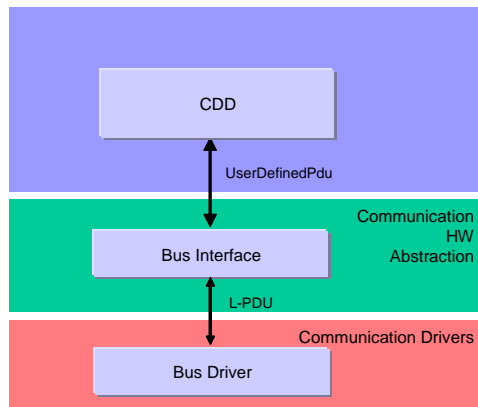 CDD
UserDefinedPdu
Communication
HW
Abstraction
Bus Interface
L-PDU
Communication Drivers
Bus Driver